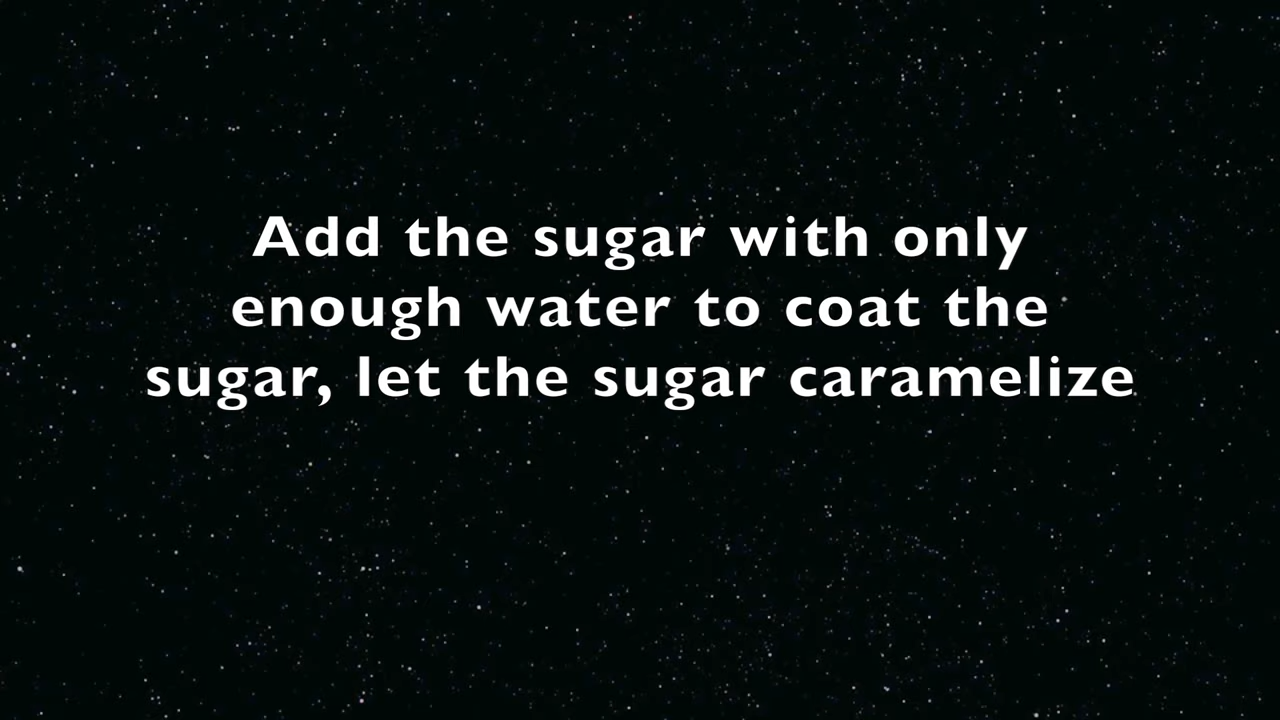 Add the sugar with only
enough water to coat the
sugar, let the sugar caramelize